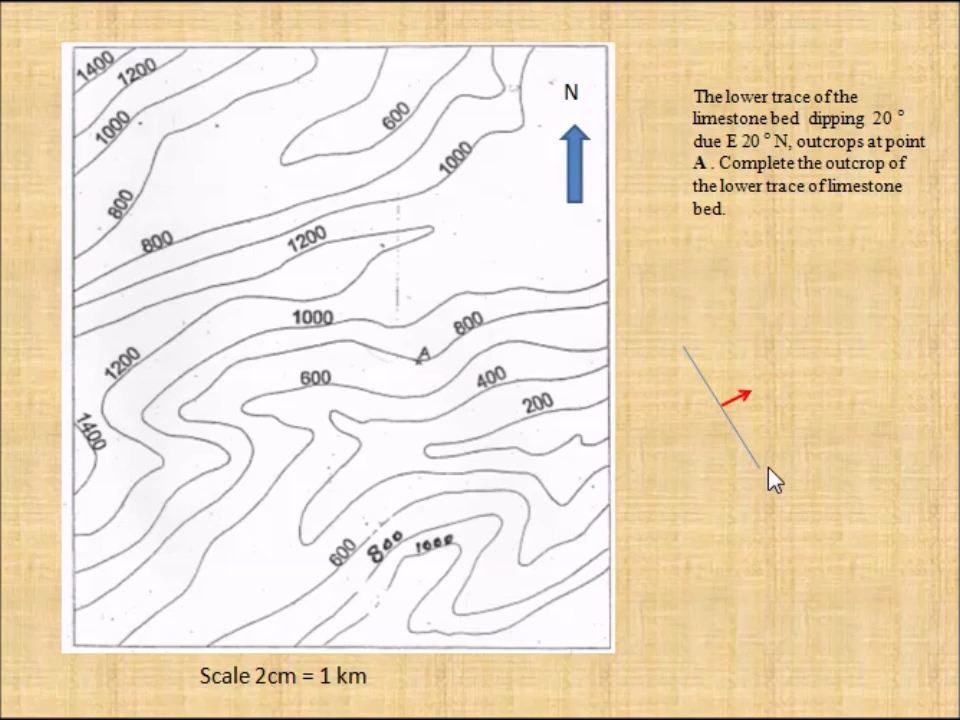 1400
1200
1000
600
N
1000
800
800
1200
1000
800
1200
600
400
200
1400
A
600
800
1000
The lower trace of the
limestone bed dipping 20 °
due E 20 ° N, outcrops at point
A . Complete the outcrop of
the lower trace of limestone
bed.
Scale 2cm = 1 km